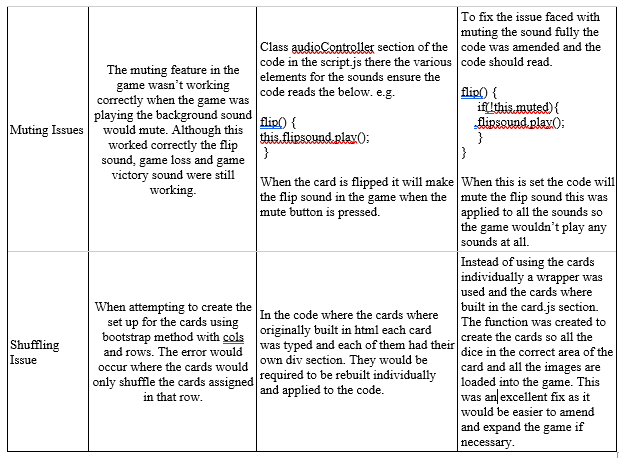 Muting Issues
The muting feature in the
game wasn't working
correctly when the game was
playing the background sound
would mute. Although this
worked correctly the flip
sound, game loss and game
victory sound were still
working.
Class audioController section of the
code in the script.js there the various
elements for the sounds ensure the
code reads the below. e.g.
flip() {
this.flipsound.play();
}
When the card is flipped it will make
the flip sound in the game when the
mute button is pressed.
To fix the issue faced with
muting the sound fully the
code was amended and the
code should read.
flip() {
if(!this.muted){
.flipsound.play();
}
}
When this is set the code will
mute the flip sound this was
applied to all the sounds so
the game wouldn't play any
sounds at all.
Shuffling
Issue
When attempting to create the
set up for the cards using
bootstrap method with cols
and rows. The error would
occur where the cards would
only shuffle the cards assigned
in that row.
In the code where the cards where
originally built in html each card
was typed and each of them had their
own div section. They would be
required to be rebuilt individually
and applied to the code.
Instead of using the cards
individually a wrapper was
used and the cards where
built in the card.js section.
The function was created to
create the cards so all the
dice in the correct area of the
card and all the images are
loaded into the game. This
was an excellent fix as it
would be easier to amend
and expand the game if
necessary.